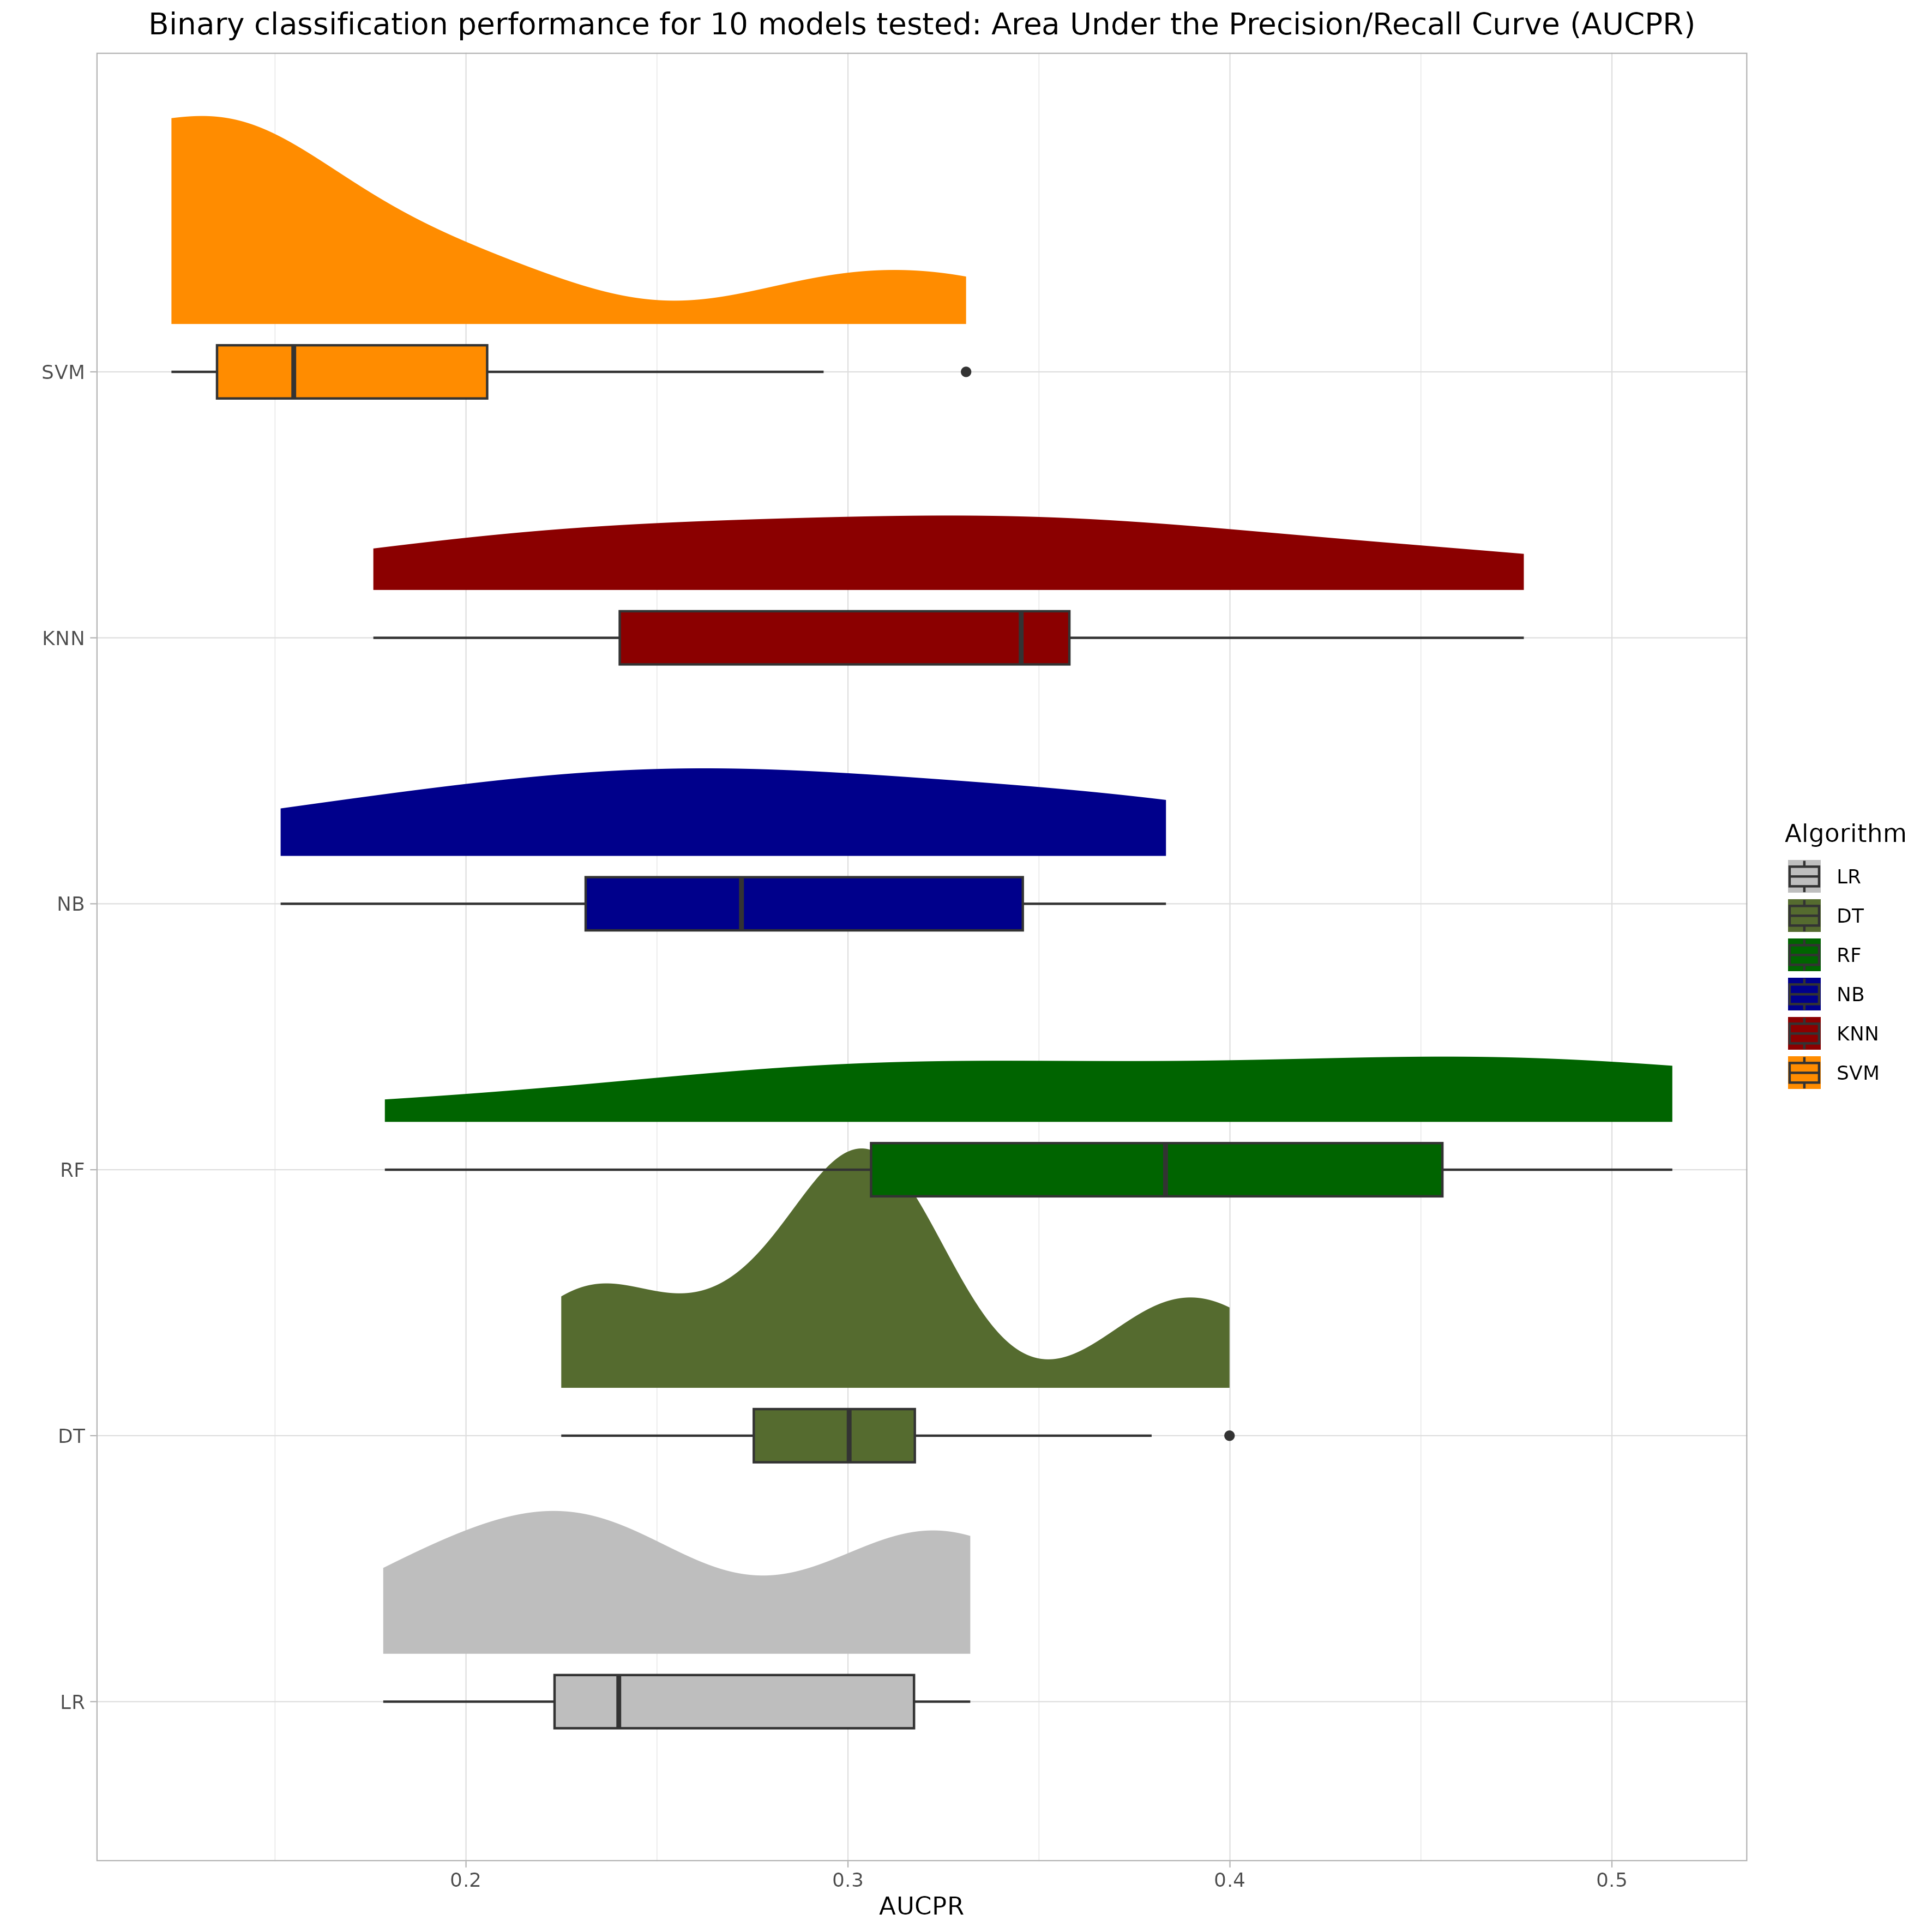 Binary classification performance for 10 models tested: Area Under the Precision/Recall Curve (AUCPR)
SVM
KNN
NB
RF
DT
LR
0.2 0.3 0.4 0.5
AUCPR
Algorithm
LR
DT
RF
NB
KNN
SVM